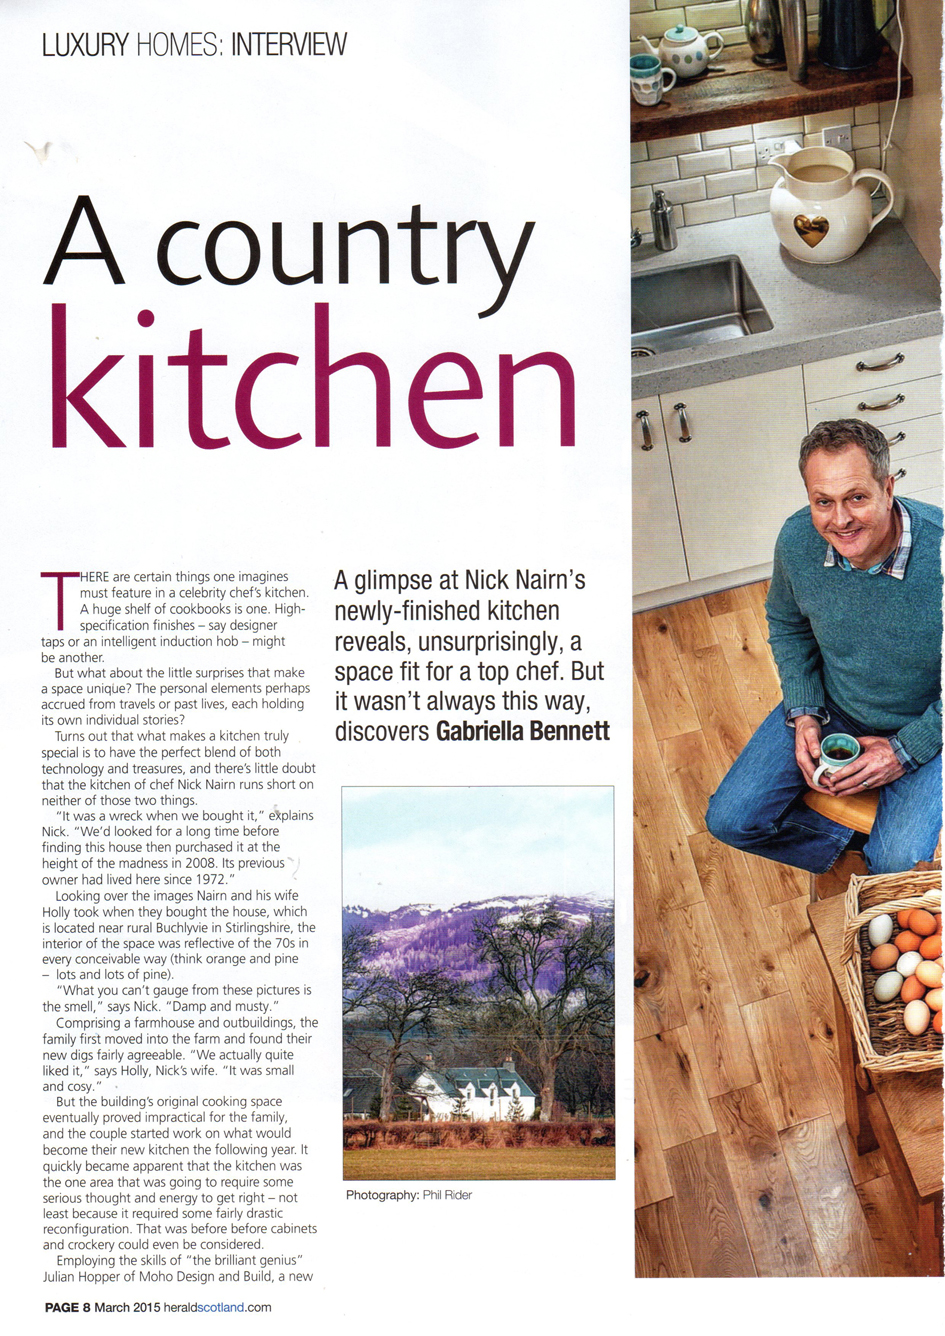 LUXURY HOMES: INTERVIEW
A country
kitchen
THERE are certain things one imagines
must feature in a celebrity chef's kitchen.
A huge shelf of cookbooks is one. High-
specification finishes – say designer
taps or an intelligent induction hob – might
be another.
But what about the little surprises that make
a space unique? The personal elements perhaps
accrued from travels or past lives, each holding
its own individual stories?
Turns out that what makes a kitchen truly
special is to have the perfect blend of both
technology and treasures, and there's little doubt
that the kitchen of chef Nick Nairn runs short on
neither of those two things.
"It was a wreck when we bought it," explains
Nick. "We'd looked for a long time before
finding this house then purchased it at the
height of the madness in 2008. Its previous
owner had lived here since 1972."
Looking over the images Nairn and his wife
Holly took when they bought the house, which
is located near rural Buchlyvie in Stirlingshire, the
interior of the space was reflective of the 70s in
every conceivable way (think orange and pine
– lots and lots of pine).
"What you can't gauge from these pictures is
the smell," says Nick. "Damp and musty."
Comprising a farmhouse and outbuildings, the
family first moved into the farm and found their
new digs fairly agreeable. "We actually quite
liked it," says Holly, Nick's wife. "It was small
and cosy."
But the building's original cooking space
eventually proved impractical for the family,
and the couple started work on what would
become their new kitchen the following year. It
quickly became apparent that the kitchen was
the one area that was going to require some
serious thought and energy to get right – not
least because it required some fairly drastic
reconfiguration. That was before before cabinets
and crockery could even be considered.
Employing the skills of "the brilliant genius"
Julian Hopper of Moho Design and Build, a new
A glimpse at Nick Nairn's
newly-finished kitchen
reveals, unsurprisingly, a
space fit for a top chef. But
it wasn't always this way,
discovers Gabriella Bennett
Photography: Phil Rider
PAGE 8 March 2015 heraldscotland.com